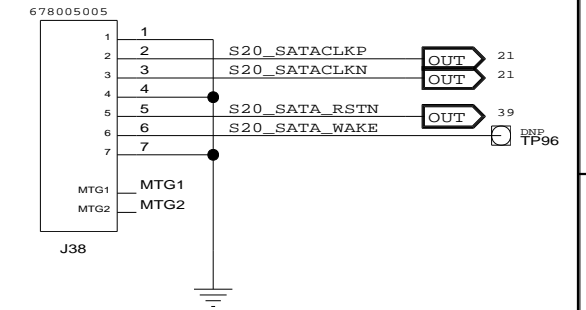 678005005
1 1
2 2 S20_SATACLKP OUT 21
3 3 S20_SATACLKN OUT 21
4 4
5 5 S20_SATA_RSTN OUT 39
6 6 S20_SATA_WAKE DNP
TP96
7 7
MTG1 MTG1
MTG2 MTG2
J38